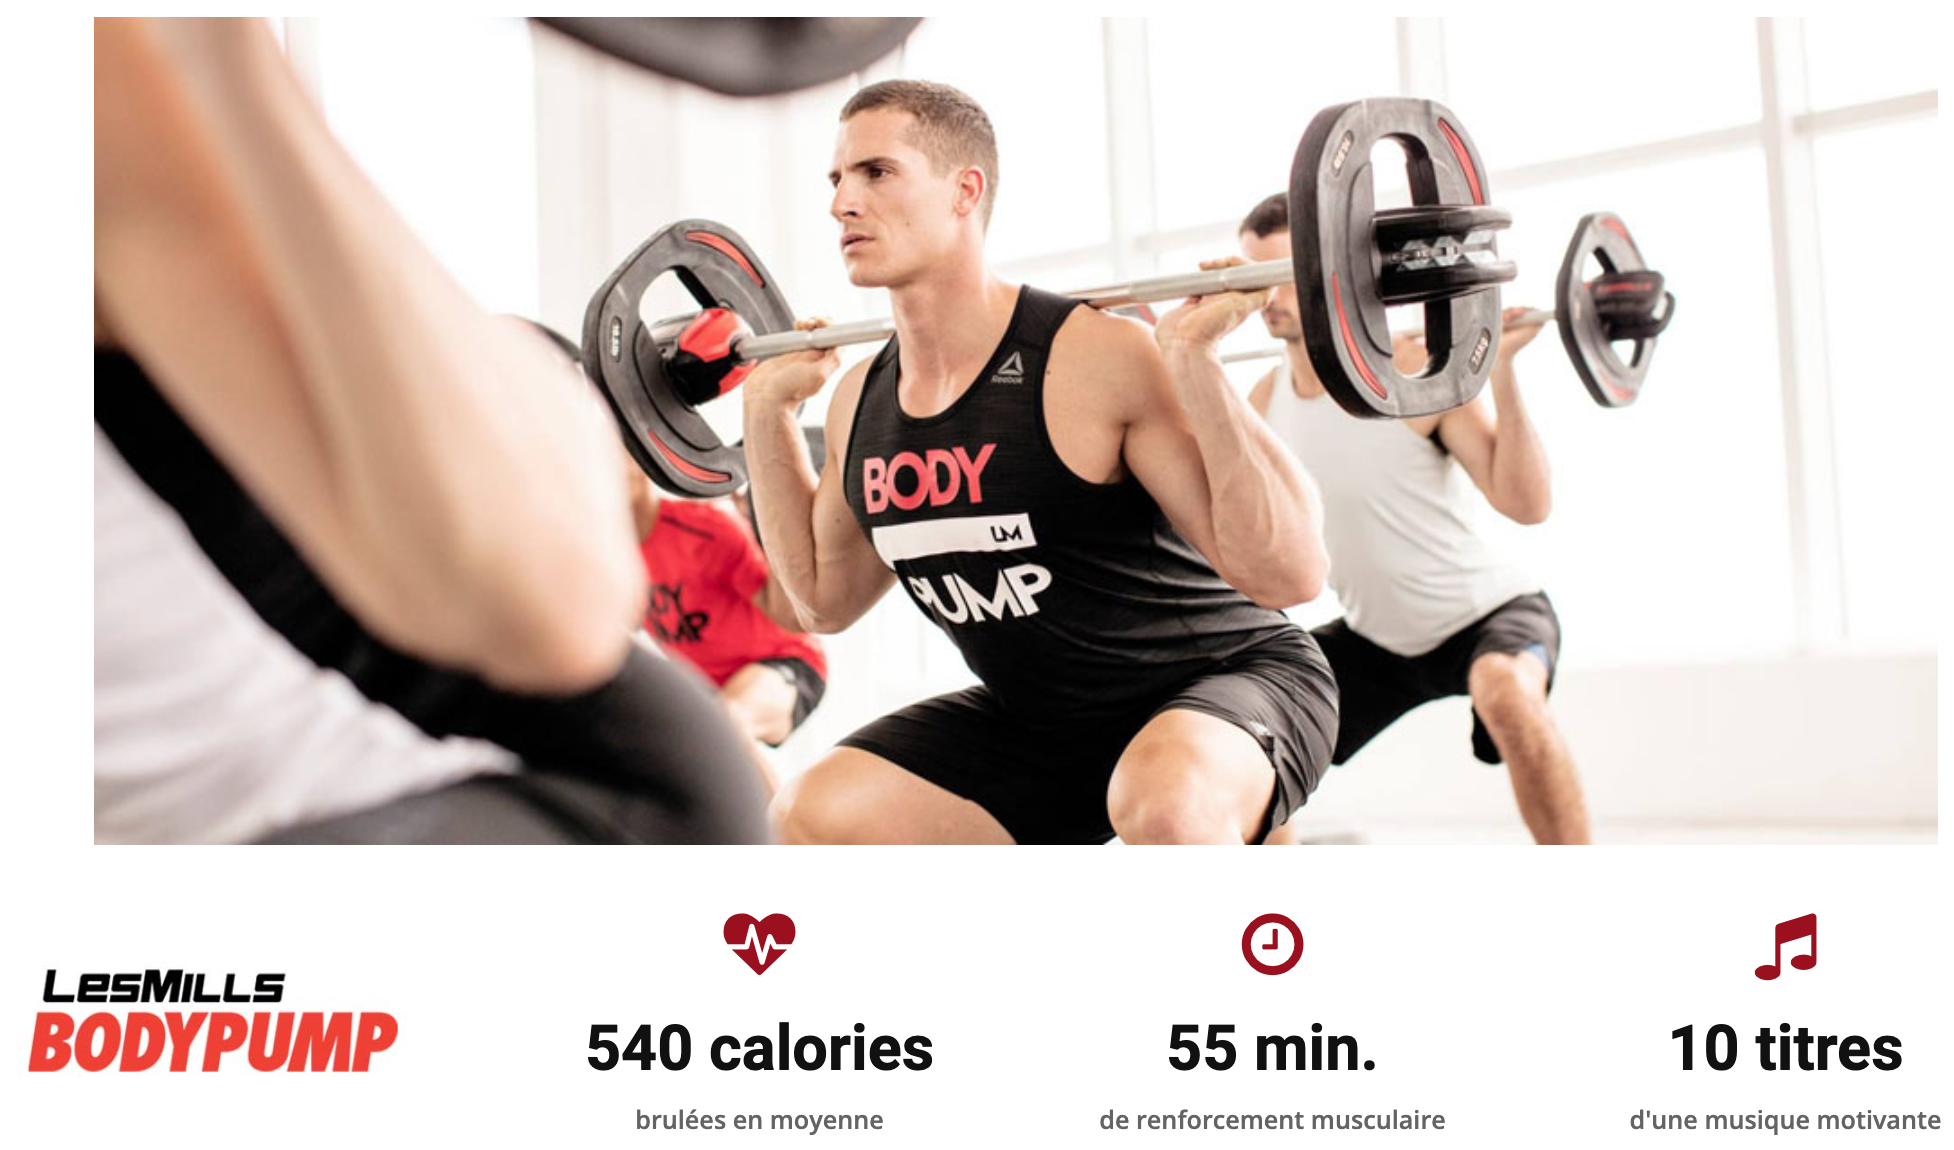 Reebok
BODY
LM
PUMP
LesMills
BODYPUMP
540 calories
brulées en moyenne
55 min.
de renforcement musculaire
10 titres
d'une musique motivante